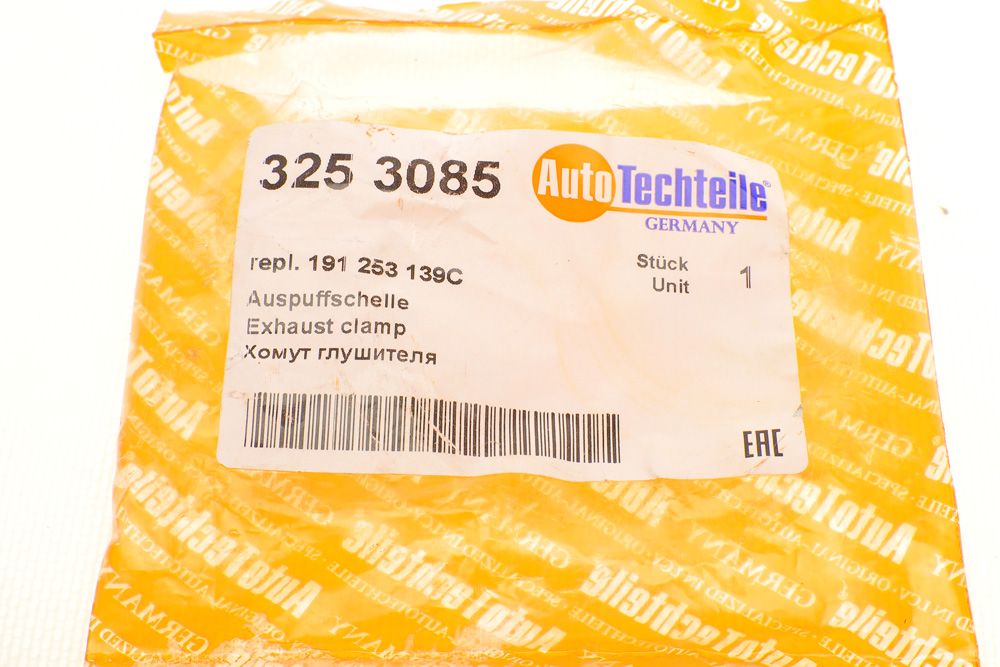 325 3085
AutoTechteile®
GERMANY
repl. 191 253 139C
Auspuffschelle
Exhaust clamp
Хомут глушителя
Stück 1
Unit
EAC